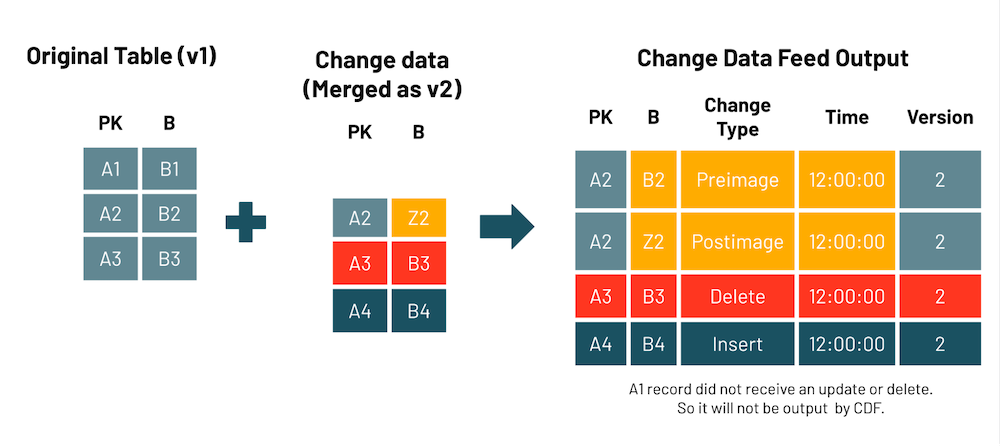 Original Table (v1)
PK B
A1 B1
A2 B2
A3 B3
Change data
(Merged as v2)
PK B
A2 Z2
A3 B3
A4 B4
Change Data Feed Output
PK B Change Type Time Version
A2 B2 Preimage 12:00:00 2
A2 Z2 Postimage 12:00:00 2
A3 B3 Delete 12:00:00 2
A4 B4 Insert 12:00:00 2
A1 record did not receive an update or delete.
So it will not be output by CDF.